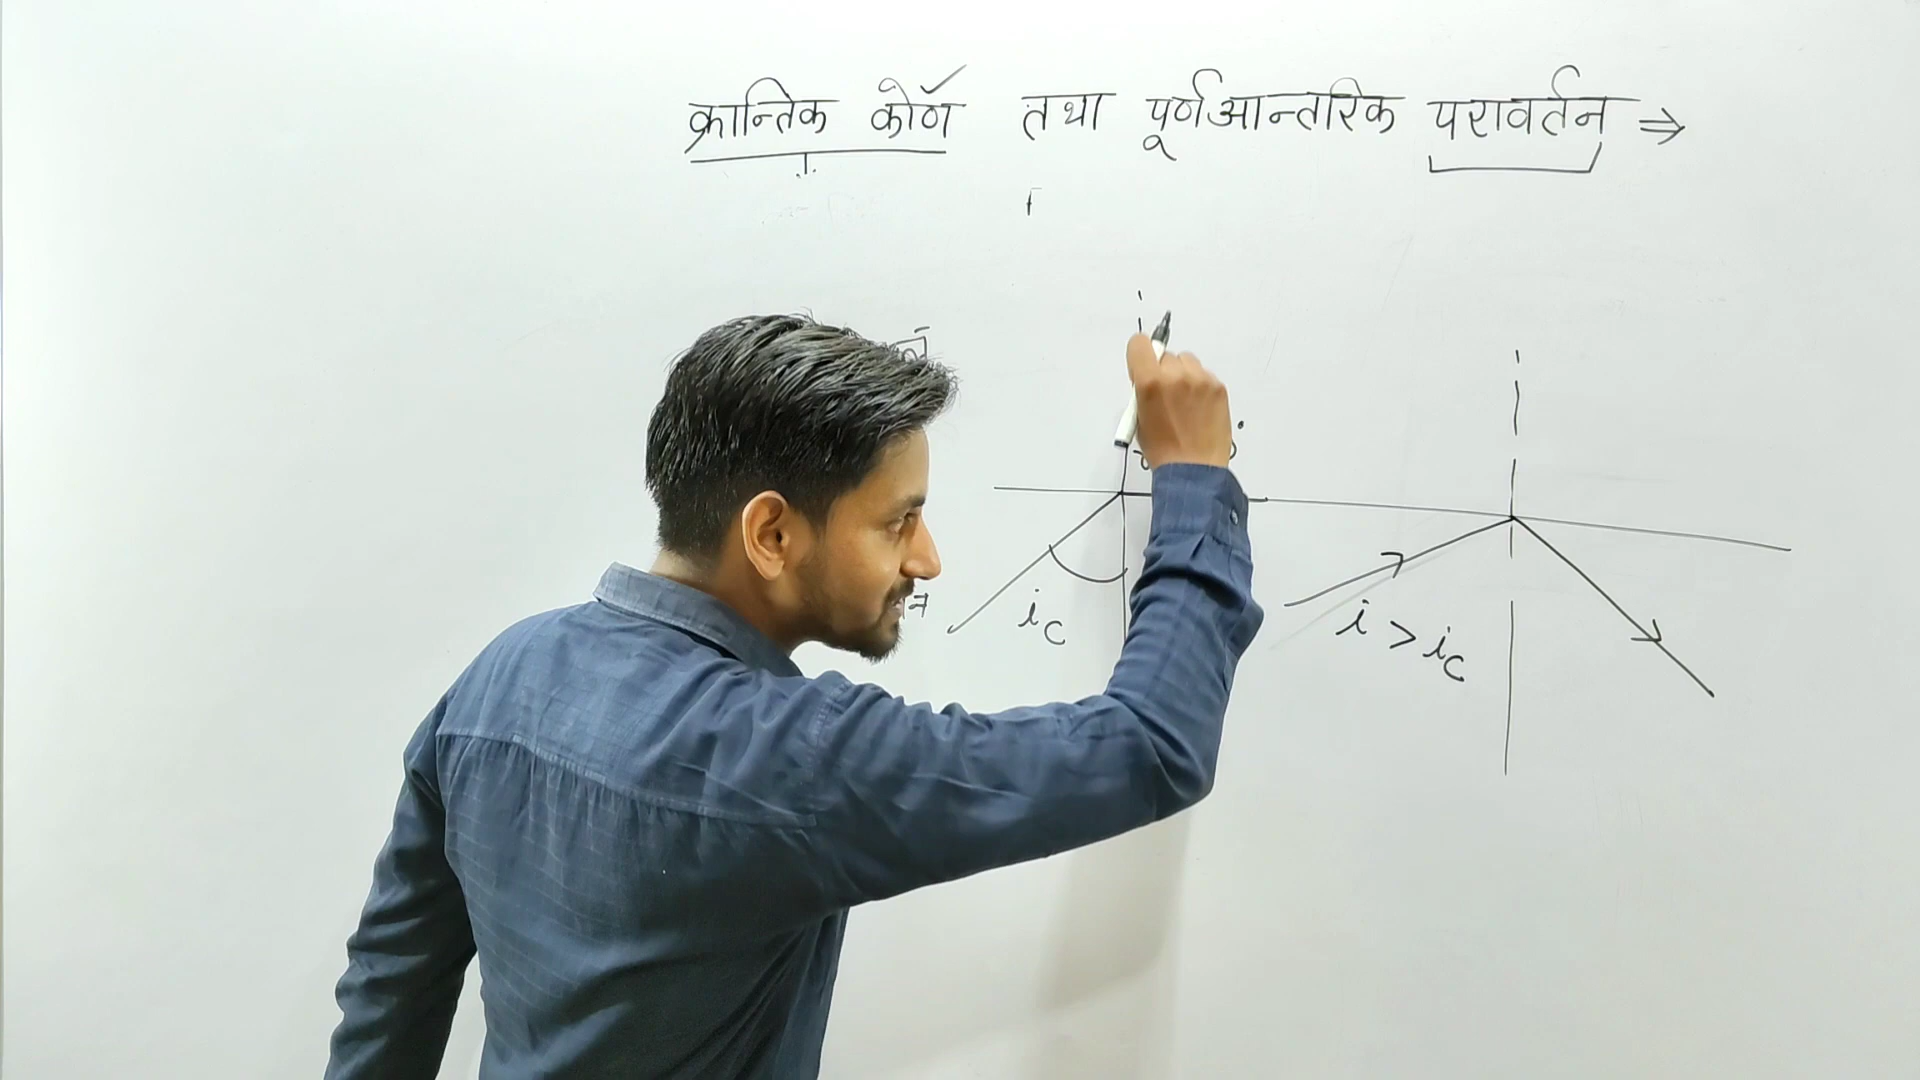 क्रान्तिक कोण तथा पूर्णआन्तरिक परावर्तन ⇒
i_c
i > i_c